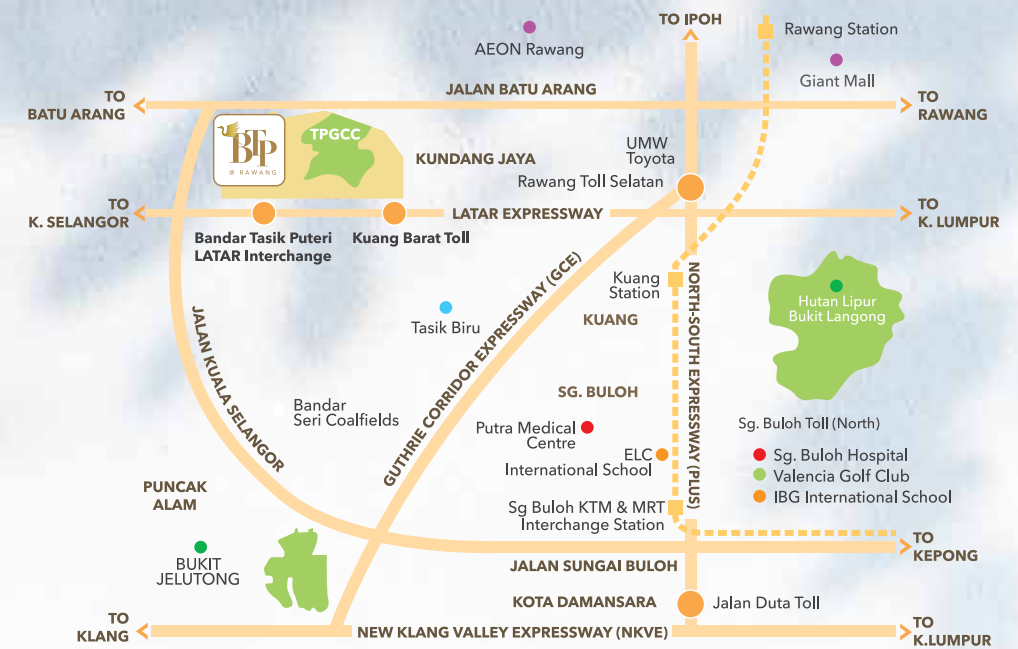 TO IPOH
Rawang Station
AEON Rawang
Giant Mall
JALAN BATU ARANG
TO
BATU ARANG
TO
RAWANG
BTP
@ RAWANG
TPGCC
KUNDANG JAYA
UMW
Toyota
Rawang Toll Selatan
TO
K. SELANGOR
LATAR EXPRESSWAY
TO
K. LUMPUR
Bandar Tasik Puteri
LATAR Interchange
Kuang Barat Toll
Kuang
Station
KUANG
Hutan Lipur
Bukit Langong
Tasik Biru
GUTHRIE CORRIDOR EXPRESSWAY (GCE)
NORTH-SOUTH EXPRESSWAY (PLUS)
JALAN KUALA SELANGOR
Bandar
Seri Coalfields
SG. BULOH
Putra Medical
Centre
Sg. Buloh Toll (North)
ELC
International School
Sg. Buloh Hospital
Valencia Golf Club
IBG International School
PUNCAK
ALAM
Sg Buloh KTM & MRT
Interchange Station
TO
KEPONG
BUKIT
JELUTONG
JALAN SUNGAI BULOH
KOTA DAMANSARA
Jalan Duta Toll
TO
KLANG
NEW KLANG VALLEY EXPRESSWAY (NKVE)
TO
K.LUMPUR